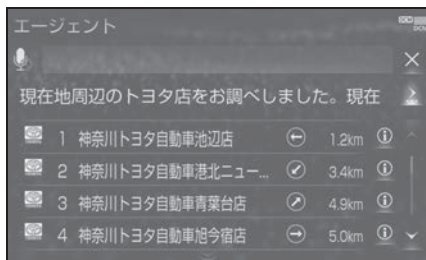 エージェント
現在地周辺のトヨタ店をお調べしました。現在
1 神奈川トヨタ自動車池辺店 1.2km
2 神奈川トヨタ自動車港北ニュー... 3.4km
3 神奈川トヨタ自動車青葉台店 4.9km
4 神奈川トヨタ自動車旭今宿店 5.0km